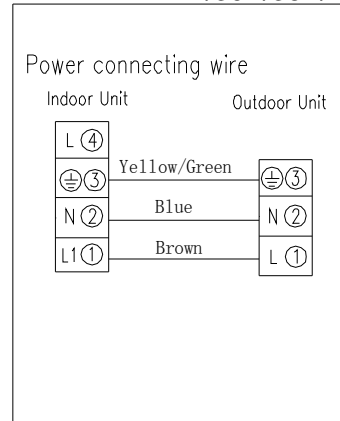 Power connecting wire
Indoor Unit Outdoor Unit
L ④
Yellow/Green
⏚ ③ ⏚ ③
Blue
N ② N ②
Brown
L1 ① L ①